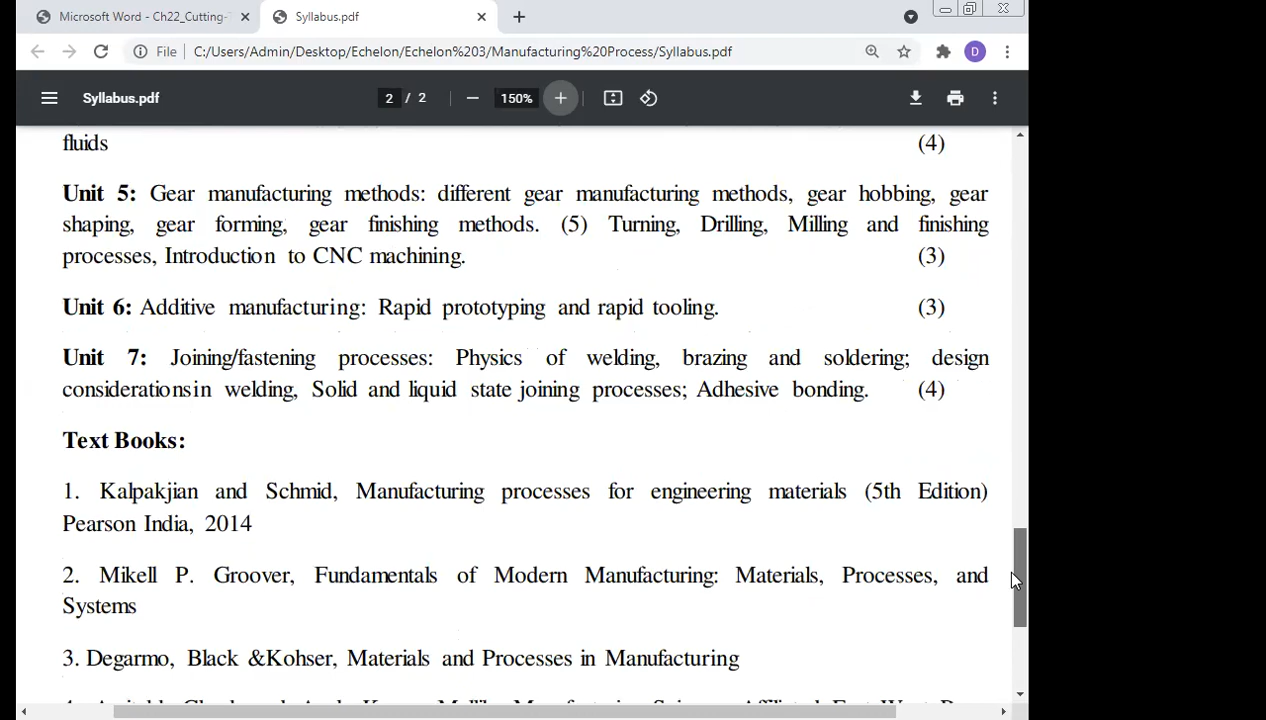 Microsoft Word - Ch22_Cutting-
Syllabus.pdf
File C:/Users/Admin/Desktop/Echelon/Echelon%203/Manufacturing%20Process/Syllabus.pdf D
Syllabus.pdf 2 / 2 150%
fluids (4)
Unit 5: Gear manufacturing methods: different gear manufacturing methods, gear hobbing, gear
shaping, gear forming, gear finishing methods. (5) Turning, Drilling, Milling and finishing
processes, Introduction to CNC machining. (3)
Unit 6: Additive manufacturing: Rapid prototyping and rapid tooling. (3)
Unit 7: Joining/fastening processes: Physics of welding, brazing and soldering; design
considerationsin welding, Solid and liquid state joining processes; Adhesive bonding. (4)
Text Books:
1. Kalpakjian and Schmid, Manufacturing processes for engineering materials (5th Edition)
Pearson India, 2014
2. Mikell P. Groover, Fundamentals of Modern Manufacturing: Materials, Processes, and
Systems
3. Degarmo, Black &Kohser, Materials and Processes in Manufacturing